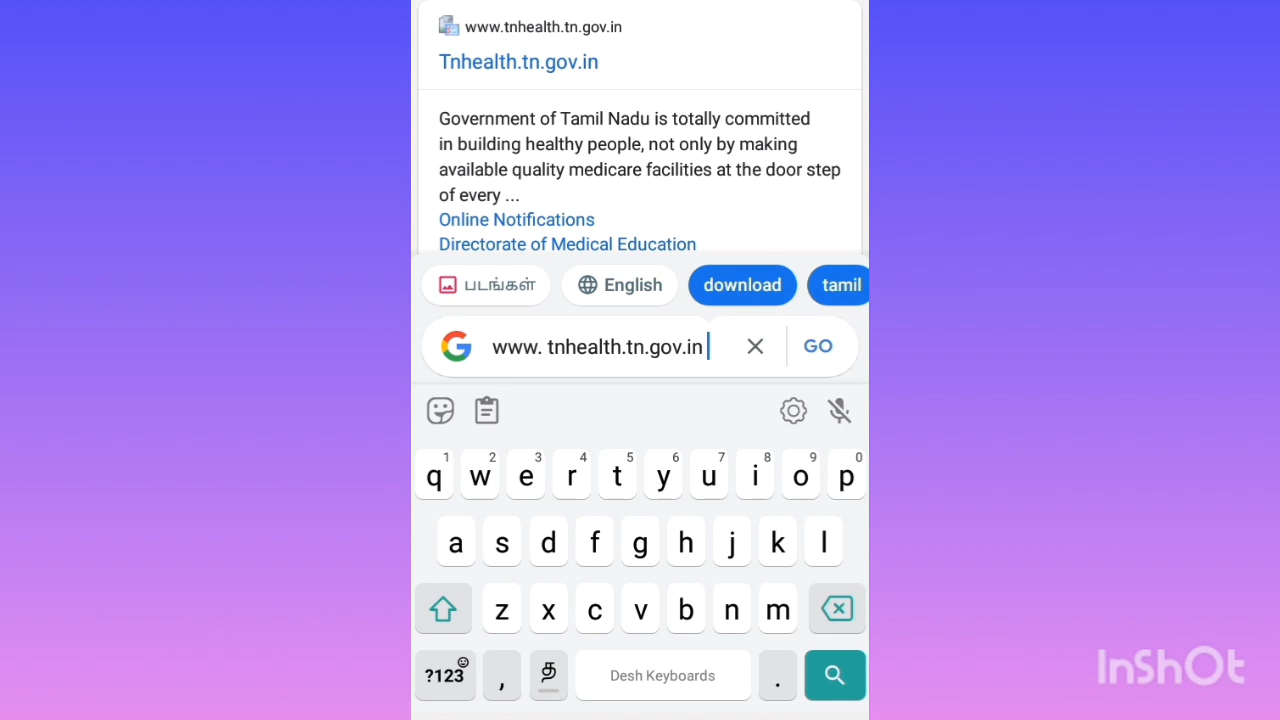 www.tnhealth.tn.gov.in
Tnhealth.tn.gov.in
Government of Tamil Nadu is totally committed
in building healthy people, not only by making
available quality medicare facilities at the door step
of every ...
Online Notifications
Directorate of Medical Education
படங்கள் English download tamil
www. tnhealth.tn.gov.in GO
1 2 3 4 5 6 7 8 9 0
q w e r t y u i o p
a s d f g h j k l
z x c v b n m
?123 , த Desh Keyboards .
InShOt